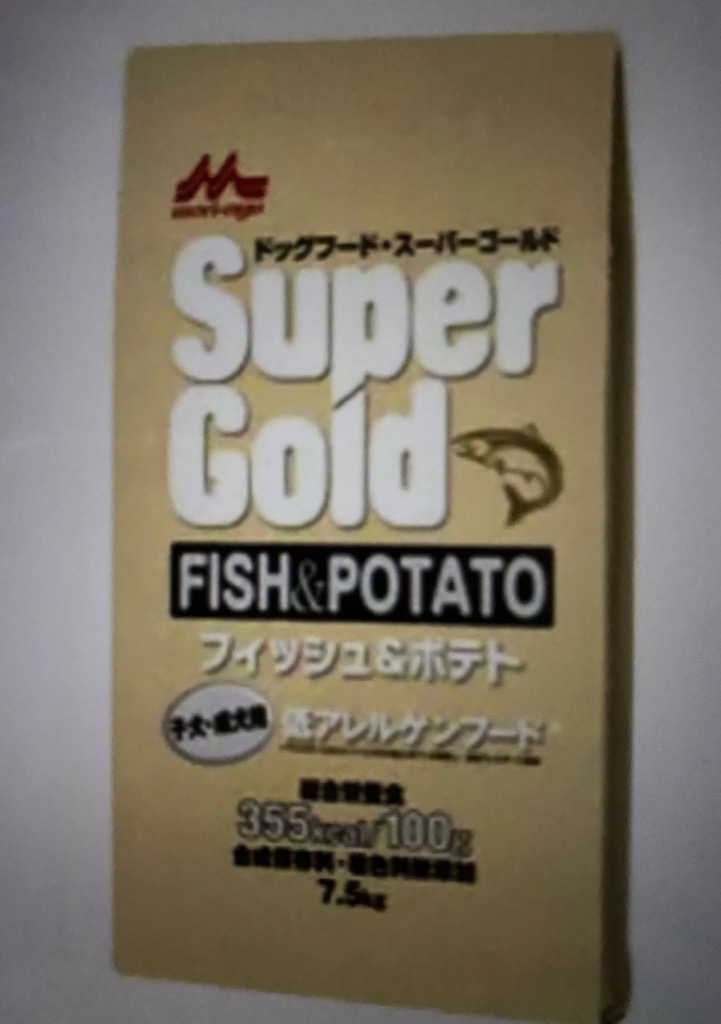 ドッグフード・スーパーゴールド
Super
Gold
FISH&POTATO
フィッシュ&ポテト
子犬・成犬用
低アレルゲンフード
総合栄養食
355kcal/100g
合成保存料・着色料無添加
7.5kg